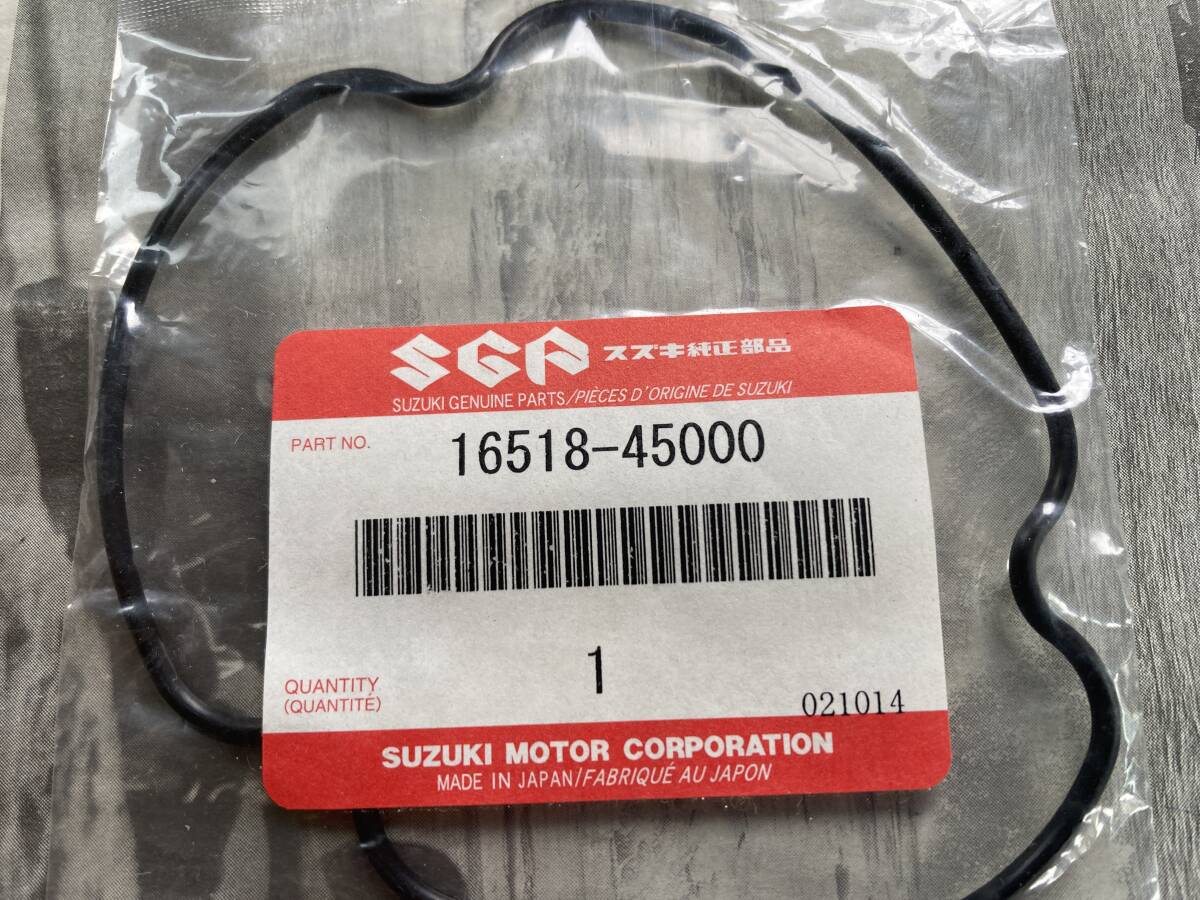 SGP スズキ純正部品
SUZUKI GENUINE PARTS/PIÈCES D'ORIGINE DE SUZUKI
PART NO. 16518-45000
1
QUANTITY
(QUANTITÉ)
021014
SUZUKI MOTOR CORPORATION
MADE IN JAPAN/FABRIQUÉ AU JAPON